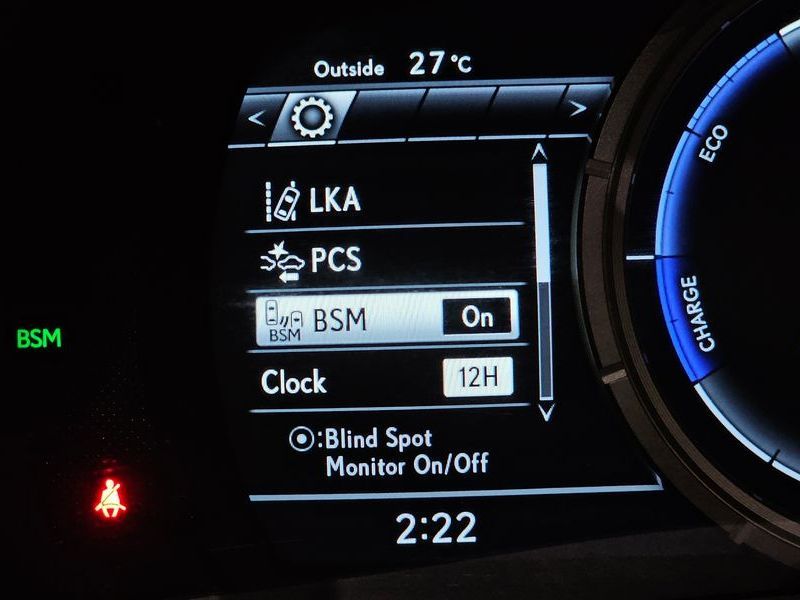 Outside 27°C
< >
LKA
PCS
BSM BSM On
Clock 12H
:Blind Spot
Monitor On/Off
2:22
BSM
ECO
CHARGE